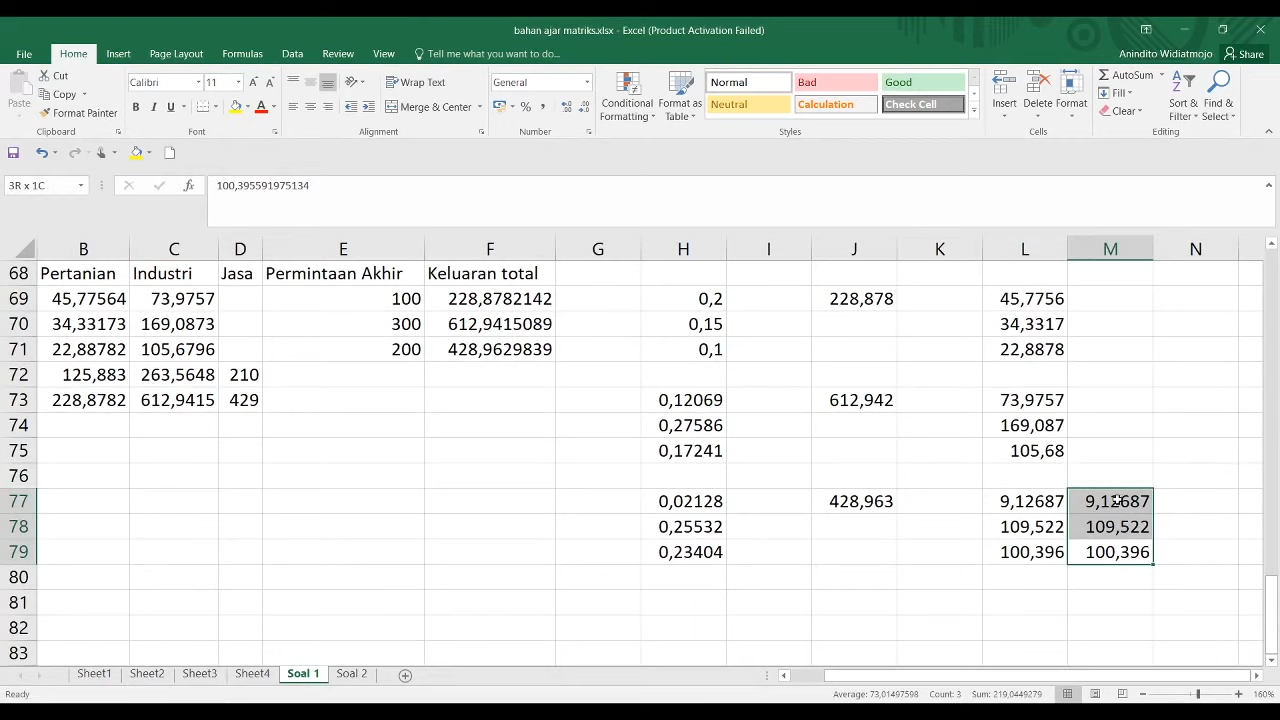 bahan ajar matriks.xlsx - Excel (Product Activation Failed)
File Home Insert Page Layout Formulas Data Review View Tell me what you want to do... Anindito Widiatmojo Share
Paste Cut Copy Format Painter Clipboard
Calibri 11 A A B I U A Font
Wrap Text Merge & Center Alignment
General % , Number
Conditional Formatting Format as Table Normal Bad Good Neutral Calculation Check Cell Styles
Insert Delete Format Cells
AutoSum Fill Clear Sort & Filter Find & Select Editing
3R x 1C fx 100,395591975134
B C D E F G H I J K L M N
68 Pertanian Industri Jasa Permintaan Akhir Keluaran total
69 45,77564 73,9757 100 228,8782142 0,2 228,878 45,7756
70 34,33173 169,0873 300 612,9415089 0,15 34,3317
71 22,88782 105,6796 200 428,9629839 0,1 22,8878
72 125,883 263,5648 210
73 228,8782 612,9415 429 0,12069 612,942 73,9757
74 0,27586 169,087
75 0,17241 105,68
76
77 0,02128 428,963 9,12687 9,12687
78 0,25532 109,522 109,522
79 0,23404 100,396 100,396
80
81
82
83
Sheet1 Sheet2 Sheet3 Sheet4 Soal 1 Soal 2
Ready Average: 73,01497598 Count: 3 Sum: 219,0449279 160%